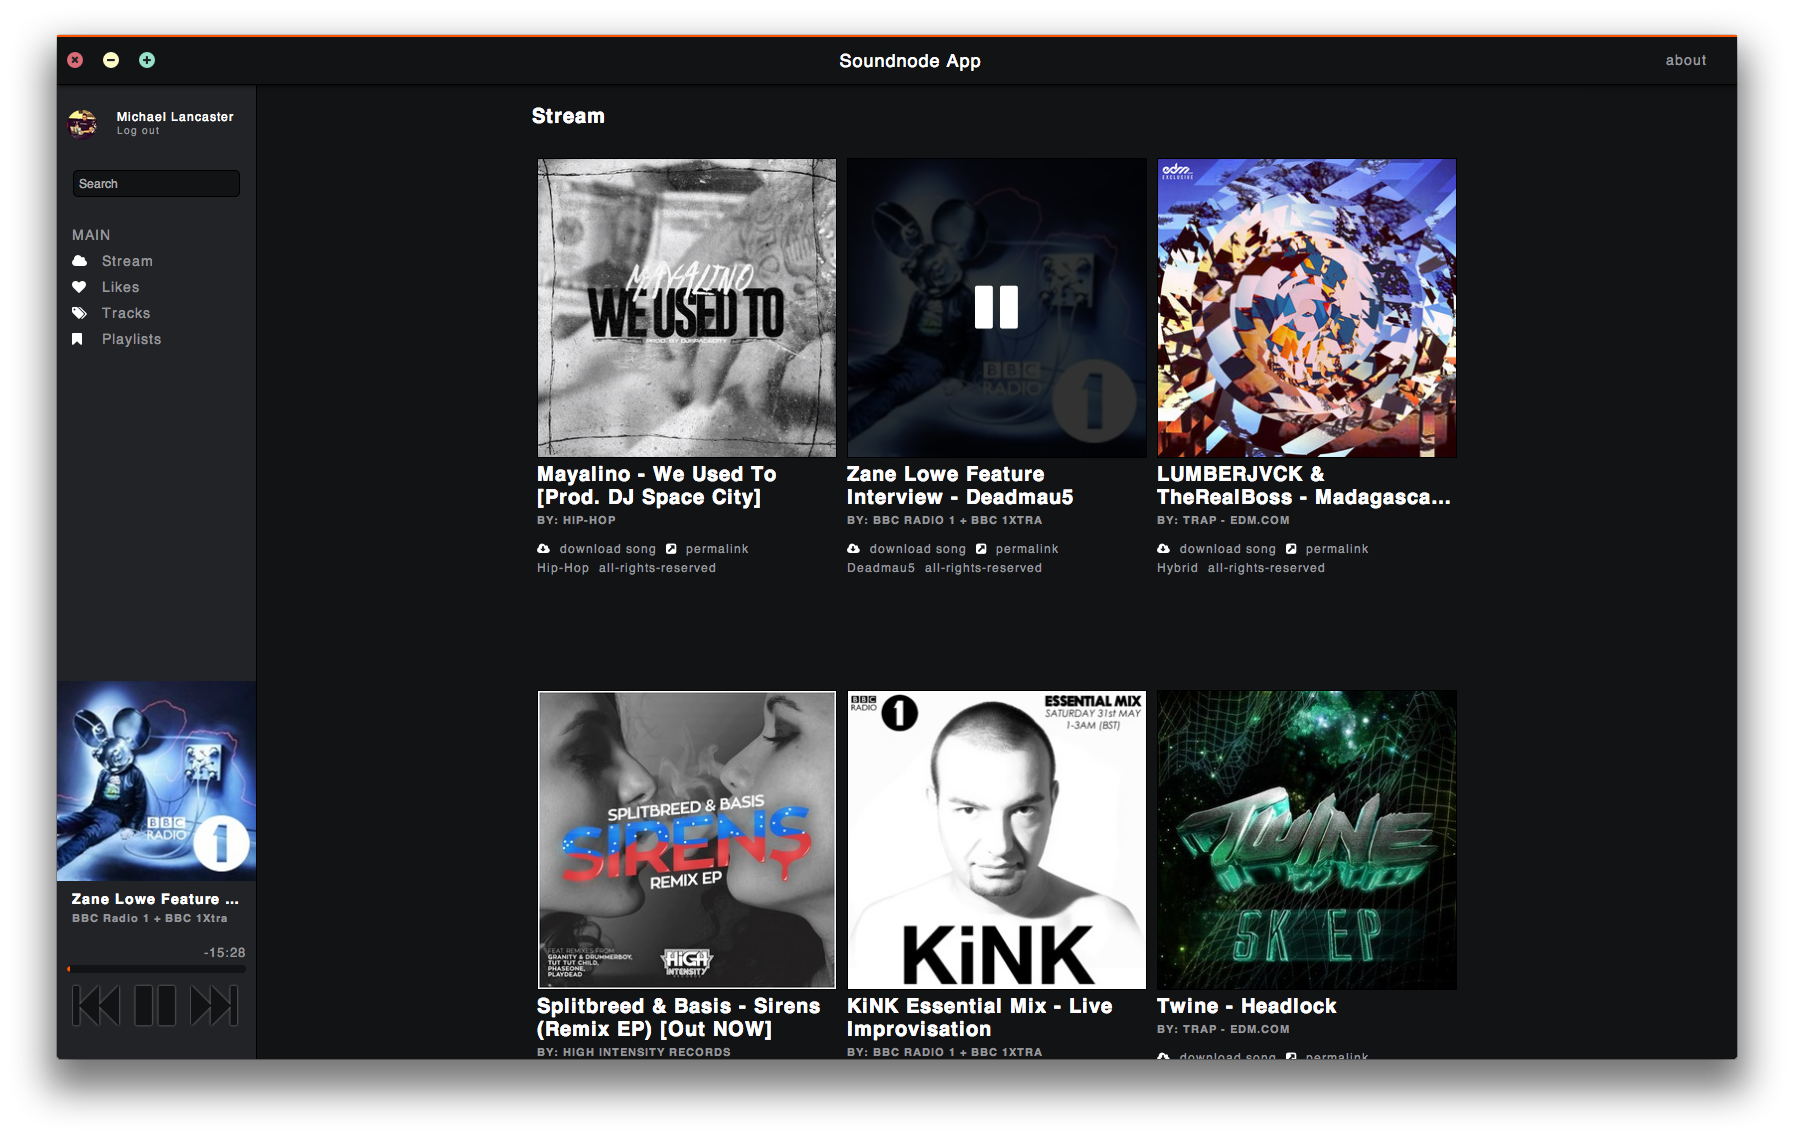 Soundnode App
about
Michael Lancaster
Log out
Search
MAIN
Stream
Likes
Tracks
Playlists
BBC
RADIO
1
Zane Lowe Feature ...
BBC Radio 1 + BBC 1Xtra
-15:28
Stream
MAYALINO
WE USED TO
PROD. BY DJ SPACECITY
Mayalino - We Used To
[Prod. DJ Space City]
BY: HIP-HOP
download song permalink
Hip-Hop all-rights-reserved
BBC
RADIO
1
Zane Lowe Feature
Interview - Deadmau5
BY: BBC RADIO 1 + BBC 1XTRA
download song permalink
Deadmau5 all-rights-reserved
edm
EXCLUSIVE
LUMBERJVCK &
TheRealBoss - Madagasca...
BY: TRAP - EDM.COM
download song permalink
Hybrid all-rights-reserved
SPLITBREED & BASIS
SIRENS
REMIX EP
FEAT REMIXES FROM
GRANITY & DRUMMERBOY,
TUT TUT CHILD,
PHASEONE,
PLAYDEAD
HIGH
INTENSITY
Splitbreed & Basis - Sirens
(Remix EP) [Out NOW]
BY: HIGH INTENSITY RECORDS
BBC
RADIO
1
ESSENTIAL MIX
SATURDAY 31st MAY
1-3AM (BST)
KiNK
KiNK Essential Mix - Live
Improvisation
BY: BBC RADIO 1 + BBC 1XTRA
TWINE
SK EP
Twine - Headlock
BY: TRAP - EDM.COM
download song permalink